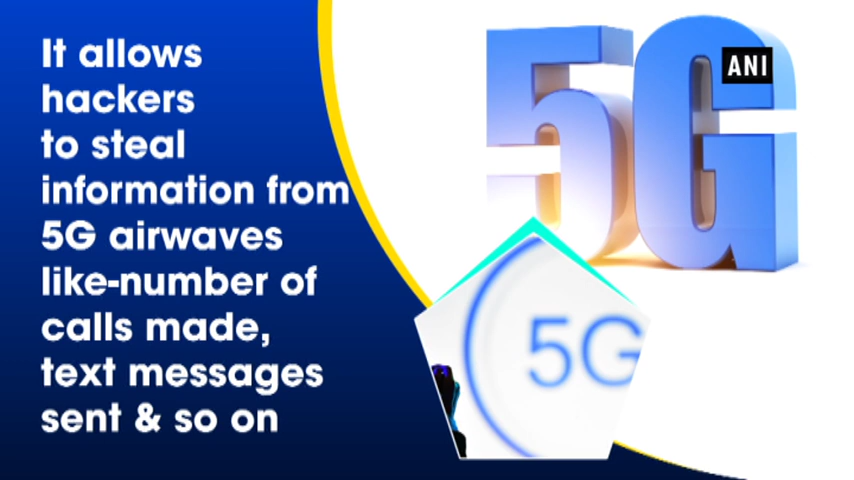 It allows
hackers
to steal
information from
5G airwaves
like-number of
calls made,
text messages
sent & so on
5G
ANI
5G